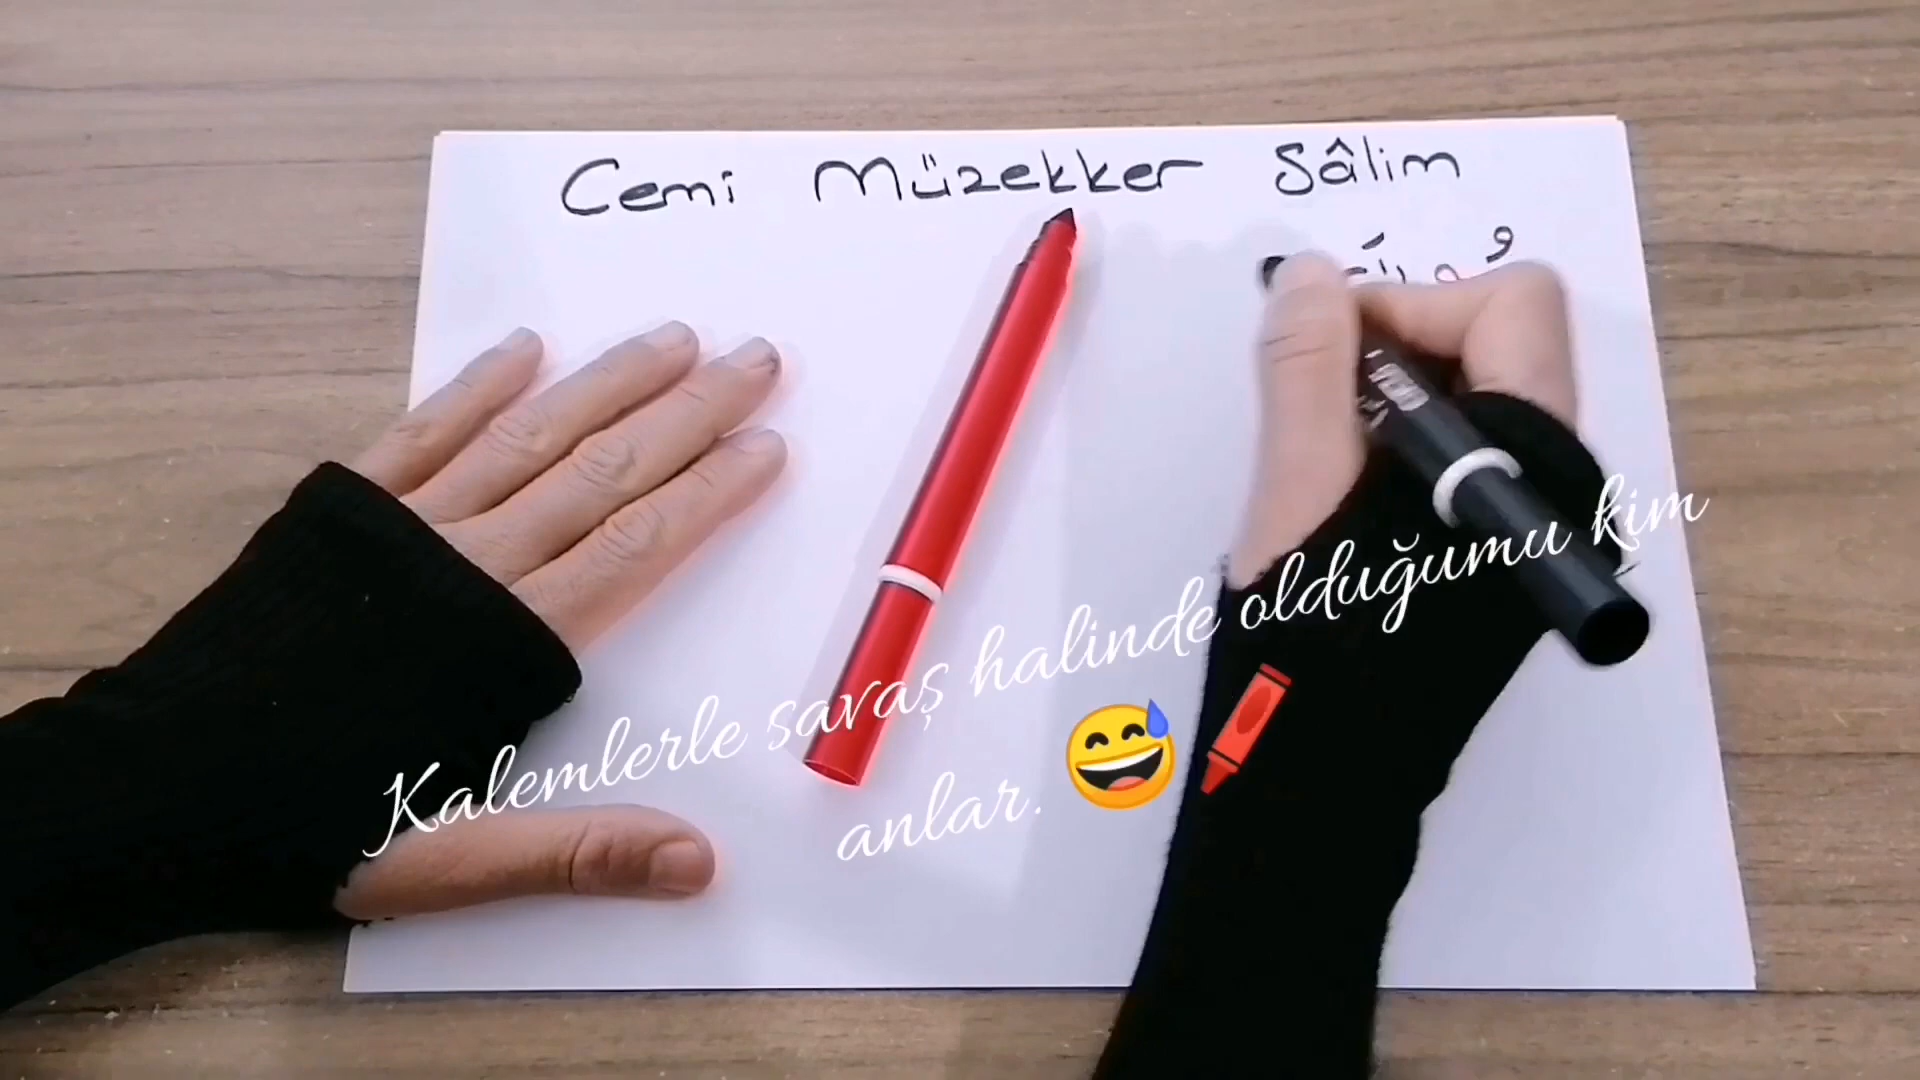 Cemi Müzekker Sâlim
Kalemlerle savaş halinde olduğumu kim
anlar. 😅🖍